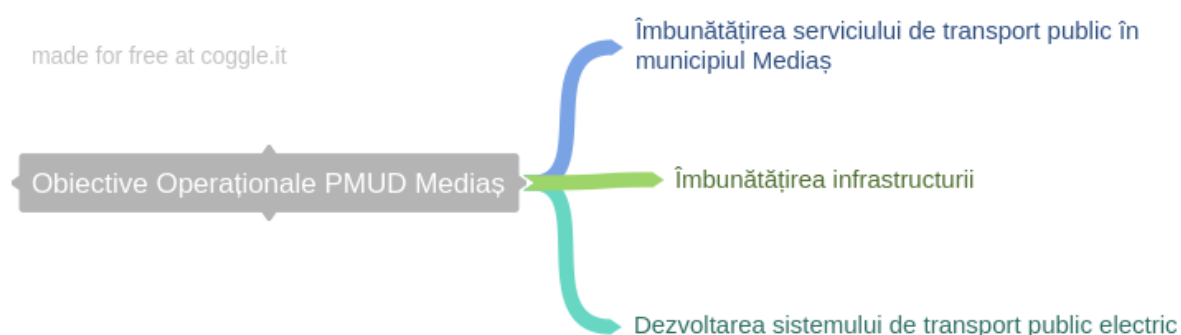 made for free at coggle.it
Îmbunătățirea serviciului de transport public în
municipiul Mediaș
Obiective Operaționale PMUD Mediaș
Îmbunătățirea infrastructurii
Dezvoltarea sistemului de transport public electric